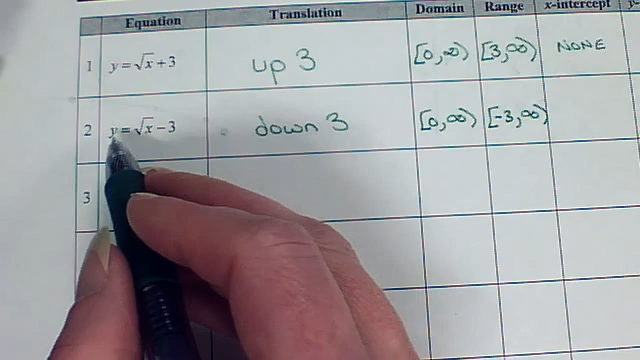 Equation Translation Domain Range x-intercept y-
1 y = √x + 3 up 3 [0, ∞) [3, ∞) NONE
2 y = √x − 3 down 3 [0, ∞) [-3, ∞)
3